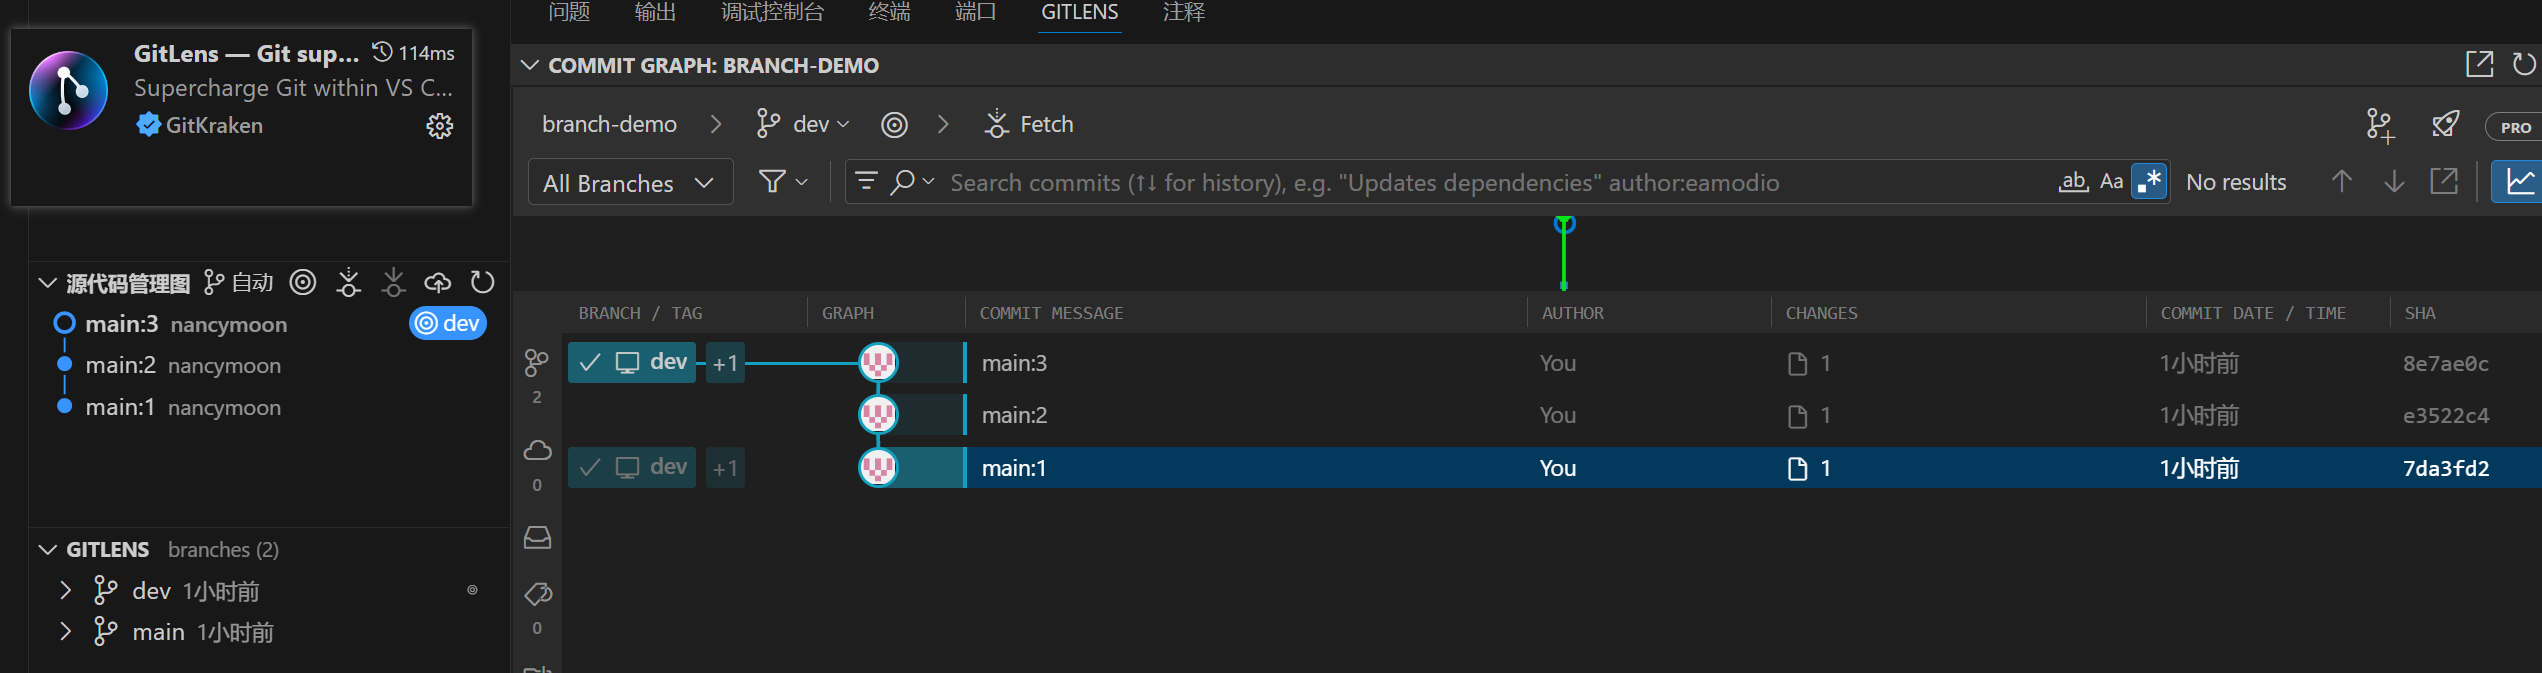 问题 输出 调试控制台 终端 端口 GITLENS 注释
GitLens — Git sup... 114ms
Supercharge Git within VS C...
GitKraken
COMMIT GRAPH: BRANCH-DEMO
branch-demo dev Fetch
PRO
All Branches Search commits (↑↓ for history), e.g. "Updates dependencies" author:eamodio ab Aa .* No results
源代码管理图 自动
main:3 nancymoon dev
main:2 nancymoon
main:1 nancymoon
GITLENS branches (2)
dev 1小时前
main 1小时前
2
0
0
BRANCH / TAG GRAPH COMMIT MESSAGE AUTHOR CHANGES COMMIT DATE / TIME SHA
dev +1 main:3 You 1 1小时前 8e7ae0c
main:2 You 1 1小时前 e3522c4
dev +1 main:1 You 1 1小时前 7da3fd2